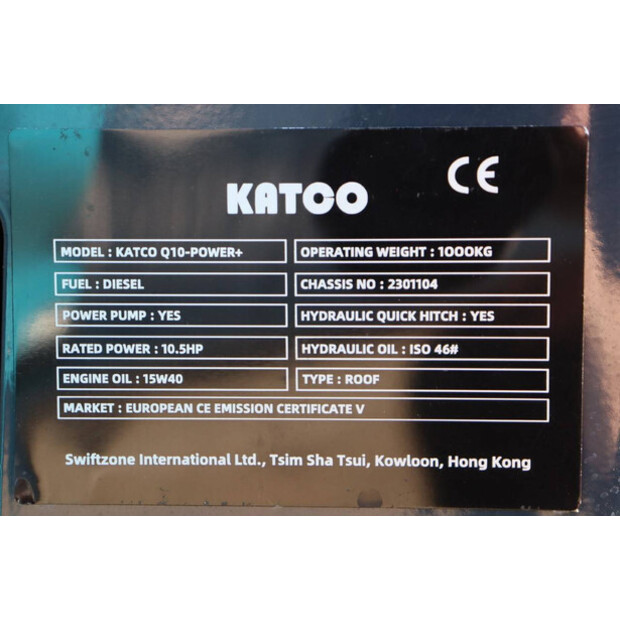 CE
KATCO
MODEL : KATCO Q10-POWER+
OPERATING WEIGHT : 1000KG
FUEL : DIESEL
CHASSIS NO : 2301104
POWER PUMP : YES
HYDRAULIC QUICK HITCH : YES
RATED POWER : 10.5HP
HYDRAULIC OIL : ISO 46#
ENGINE OIL : 15W40
TYPE : ROOF
MARKET : EUROPEAN CE EMISSION CERTIFICATE V
Swiftzone International Ltd., Tsim Sha Tsui, Kowloon, Hong Kong